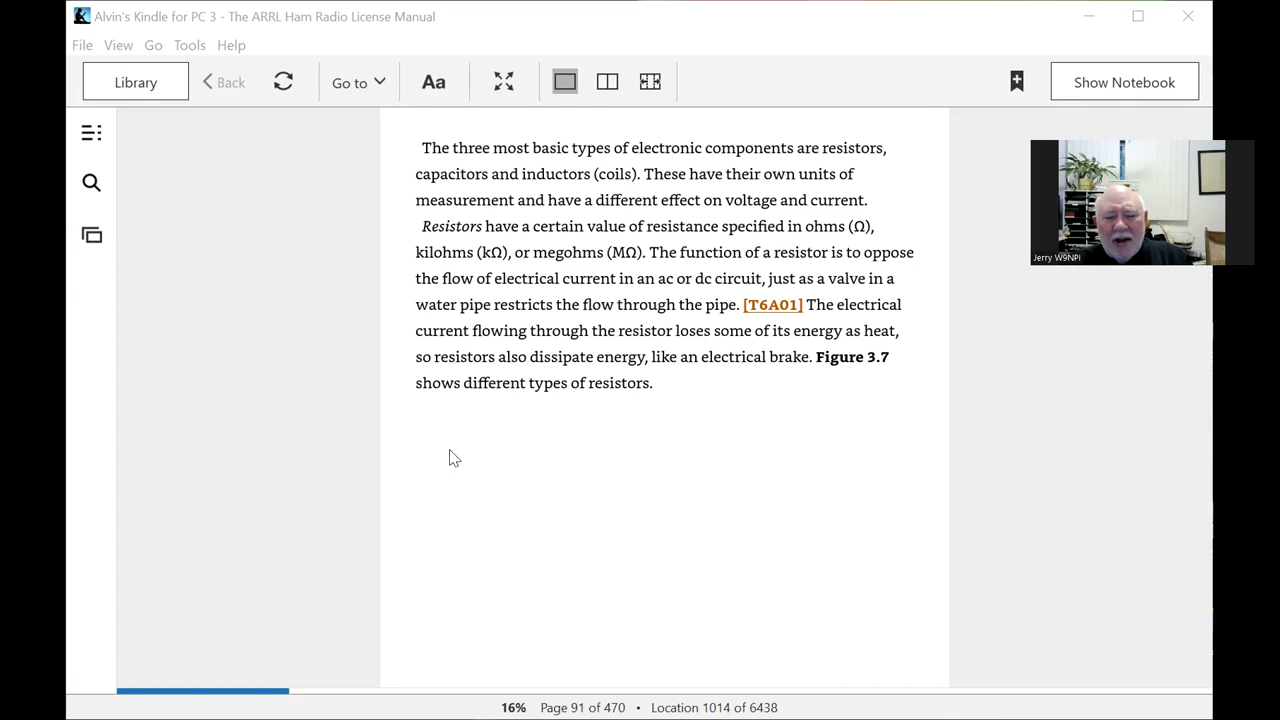 Alvin's Kindle for PC 3 - The ARRL Ham Radio License Manual
File View Go Tools Help
Library Back Go to Aa Show Notebook
The three most basic types of electronic components are resistors,
capacitors and inductors (coils). These have their own units of
measurement and have a different effect on voltage and current.
Resistors have a certain value of resistance specified in ohms (Ω),
kilohms (kΩ), or megohms (MΩ). The function of a resistor is to oppose
the flow of electrical current in an ac or dc circuit, just as a valve in a
water pipe restricts the flow through the pipe. [T6A01] The electrical
current flowing through the resistor loses some of its energy as heat,
so resistors also dissipate energy, like an electrical brake. Figure 3.7
shows different types of resistors.
Jerry W9NPI
16% Page 91 of 470 • Location 1014 of 6438